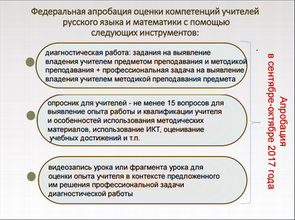 Федеральная апробация оценки компетенций учителей
русского языка и математики с помощью
следующих инструментов:
диагностическая работа: задания на выявление
владения учителем предметом преподавания и методикой
преподавания + профессиональная задача на выявление
владения учителем методикой преподавания предмета
опросник для учителей - не менее 15 вопросов для
выявления опыта работы и квалификации учителя
и особенностей использования методических
материалов, использование ИКТ, оценивание
учебных достижений и т.п.
видеозапись урока или фрагмента урока для
оценки опыта учителя в контексте предложенного
им решения профессиональной задачи
диагностической работы
Апробация
в сентябре-октябре 2017 года